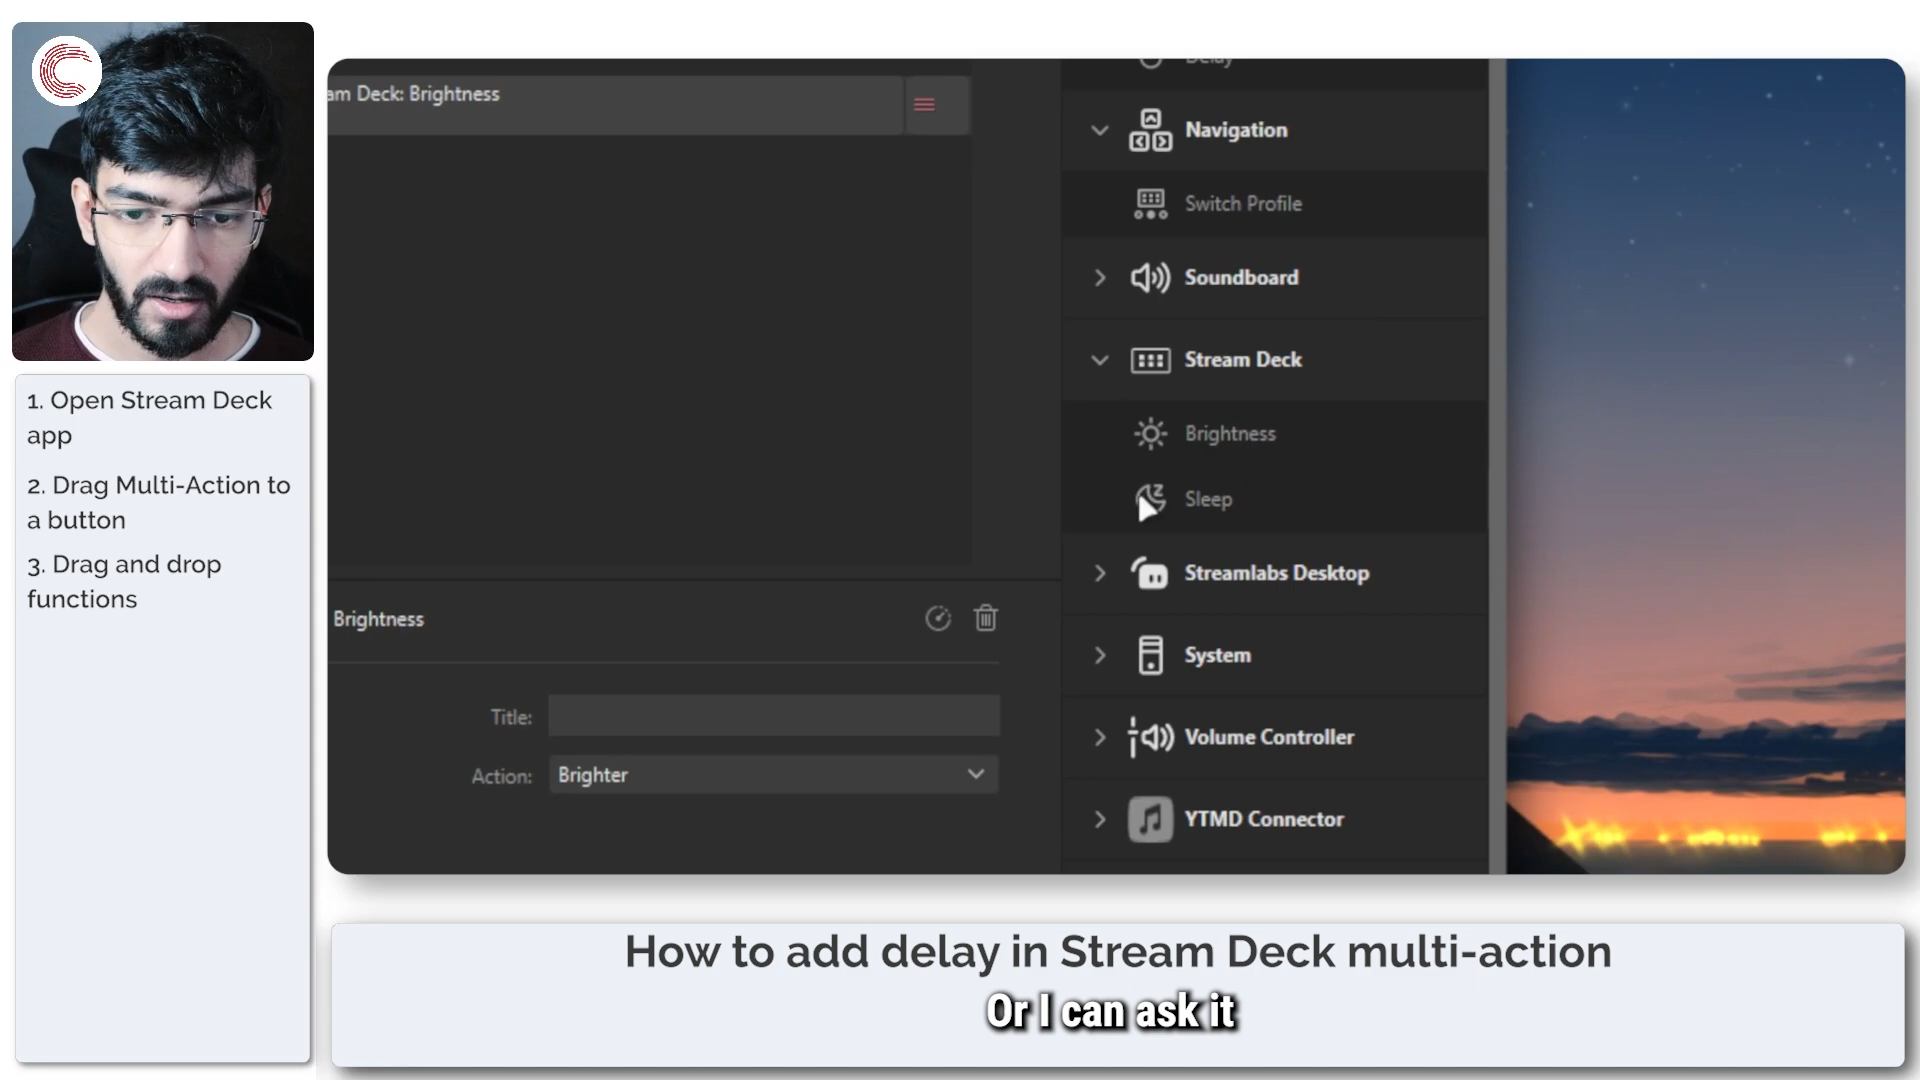 1. Open Stream Deck
app
2. Drag Multi-Action to
a button
3. Drag and drop
functions
am Deck: Brightness
Delay
Navigation
Switch Profile
Soundboard
Stream Deck
Brightness
Sleep
Streamlabs Desktop
System
Volume Controller
YTMD Connector
Brightness
Title:
Action: Brighter
How to add delay in Stream Deck multi-action
Or I can ask it